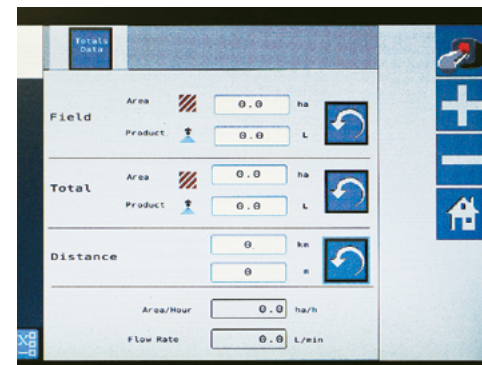 Totals
Data
Area 0.0 ha
Field
Product 0.0 L
Area 0.0 ha
Total
Product 0.0 L
0 km
Distance
0 m
Area/Hour 0.0 ha/h
Flow Rate 0.0 L/min